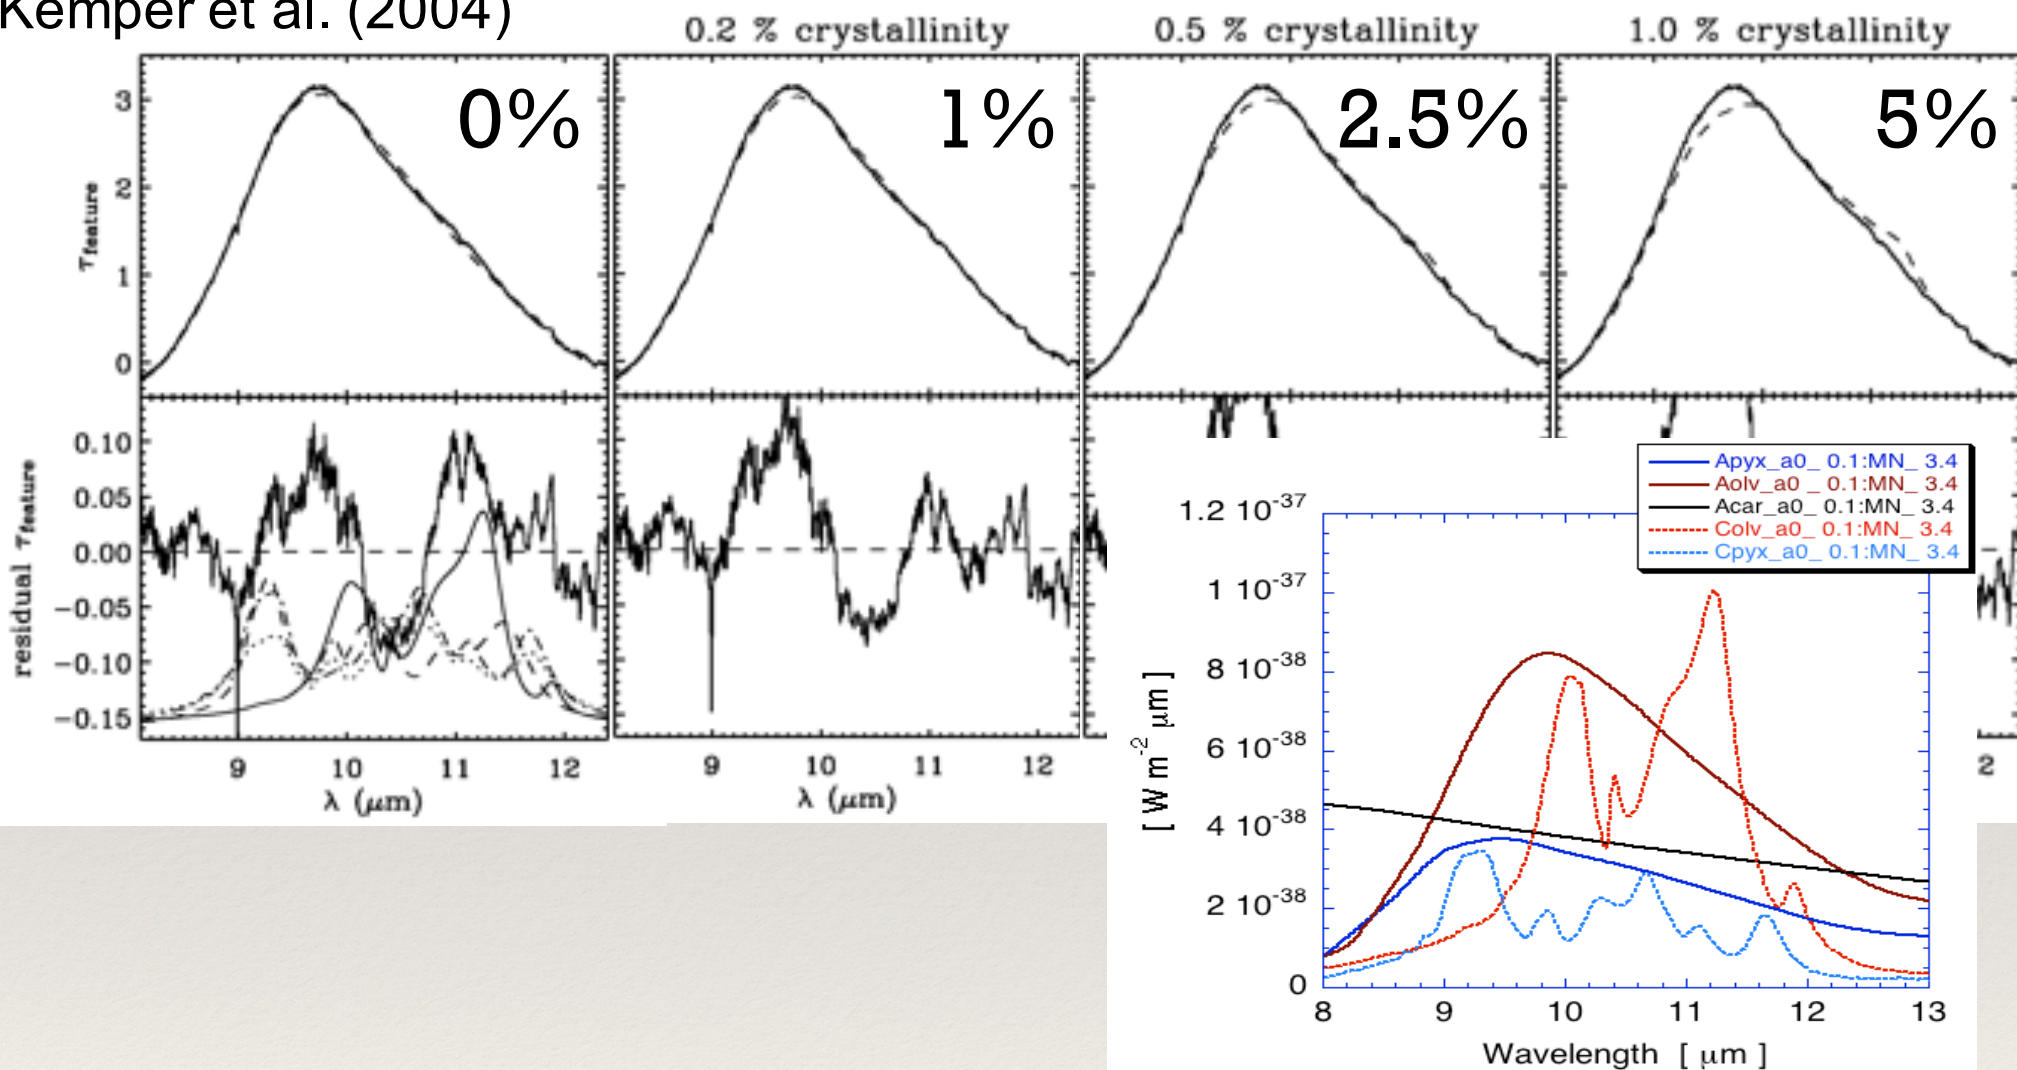 Kemper et al. (2004)
0.2 % crystallinity
0.5 % crystallinity
1.0 % crystallinity
0%
1%
2.5%
5%
τfeature
3
2
1
0
residual τfeature
0.10
0.05
0.00
−0.05
−0.10
−0.15
9 10 11 12
λ (μm)
9 10 11 12
λ (μm)
2
Apyx_a0_ 0.1:MN_ 3.4
Aolv_a0 _ 0.1:MN_ 3.4
Acar_a0_ 0.1:MN_ 3.4
Colv_a0_ 0.1:MN_ 3.4
Cpyx_a0_ 0.1:MN_ 3.4
[ W m-2 μm ]
1.2 10-37
1 10-37
8 10-38
6 10-38
4 10-38
2 10-38
0
8 9 10 11 12 13
Wavelength [ μm ]